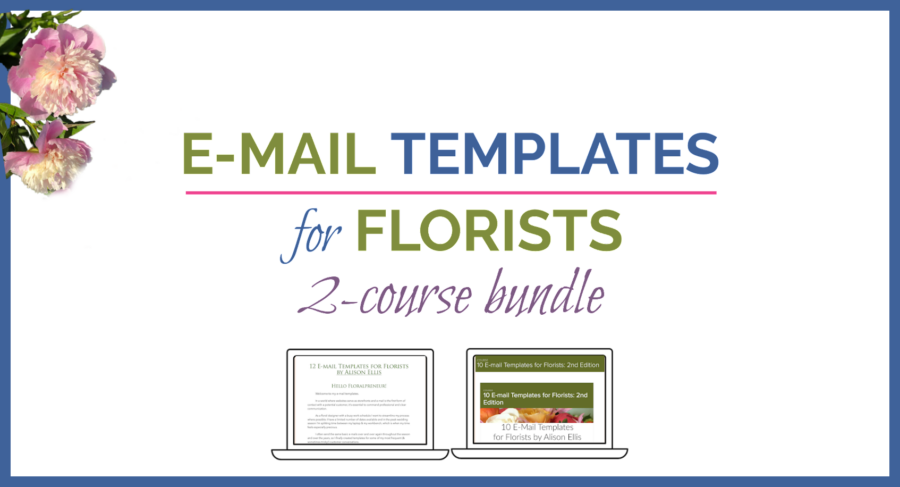 E-MAIL TEMPLATES
for FLORISTS
2-course bundle
12 E-MAIL TEMPLATES FOR FLORISTS
BY ALISON ELLIS
HELLO FLORALPRENEUR!
10 E-mail Templates for Florists: 2nd Edition
10 E-mail Templates for Florists: 2nd
Edition
10 E-Mail Templates
for Florists by Alison Ellis